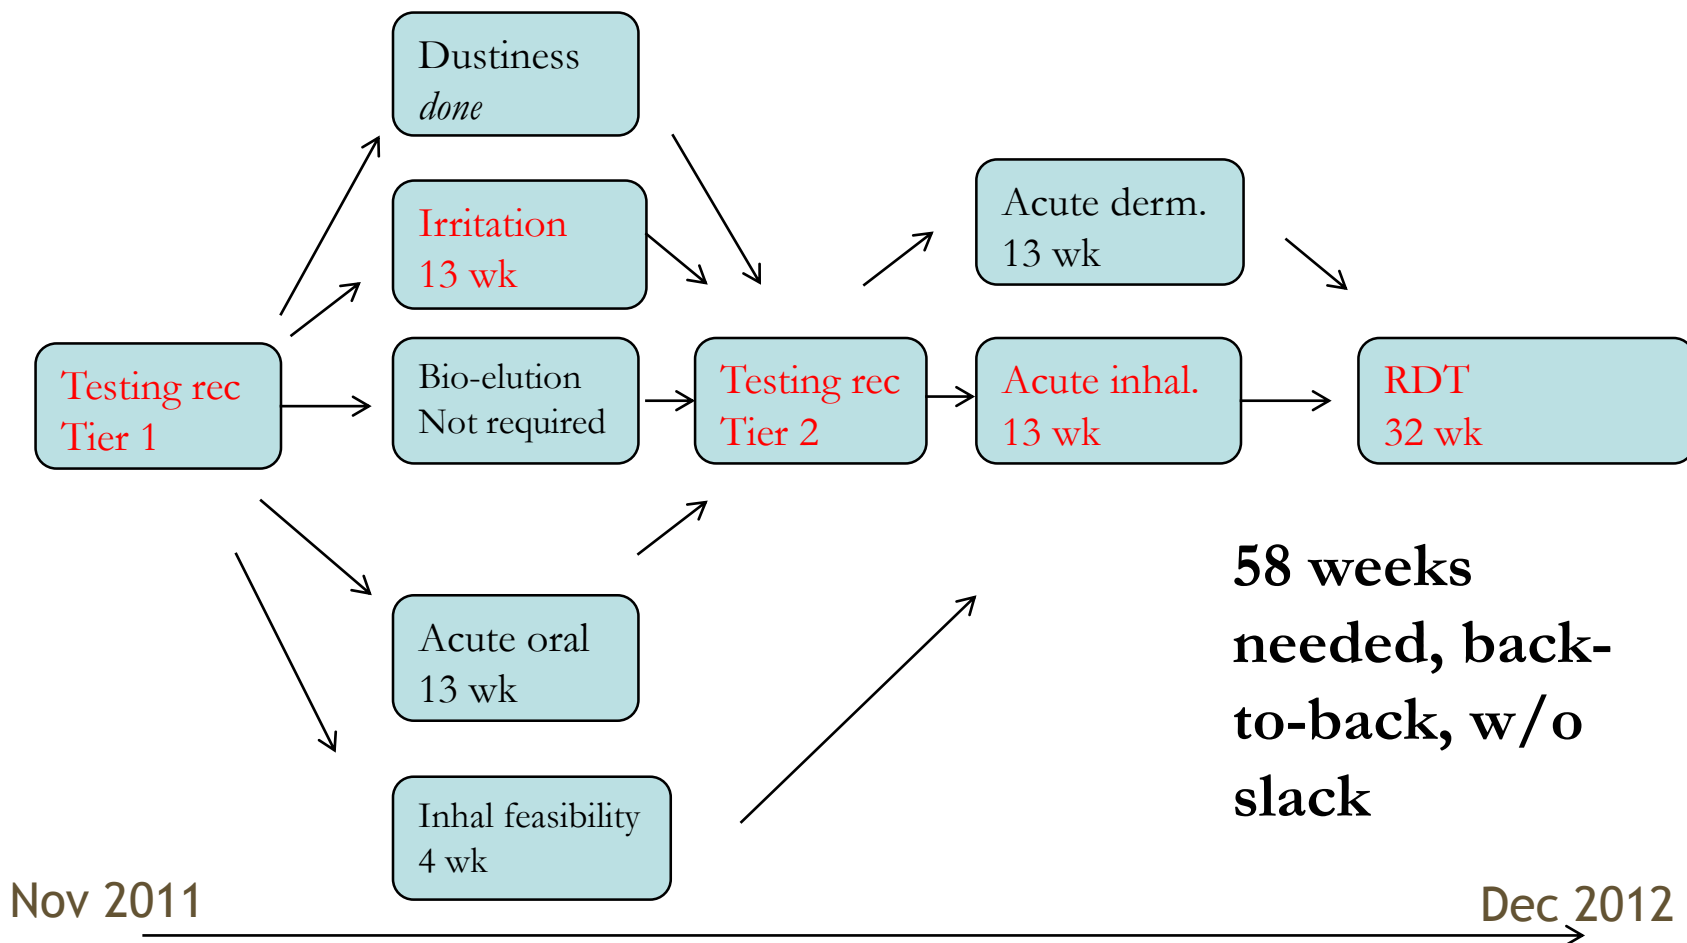 Dustiness
done
Irritation
13 wk
Acute derm.
13 wk
Testing rec
Tier 1
Bio-elution
Not required
Testing rec
Tier 2
Acute inhal.
13 wk
RDT
32 wk
Acute oral
13 wk
58 weeks
needed, back-
to-back, w/o
slack
Inhal feasibility
4 wk
Nov 2011
Dec 2012